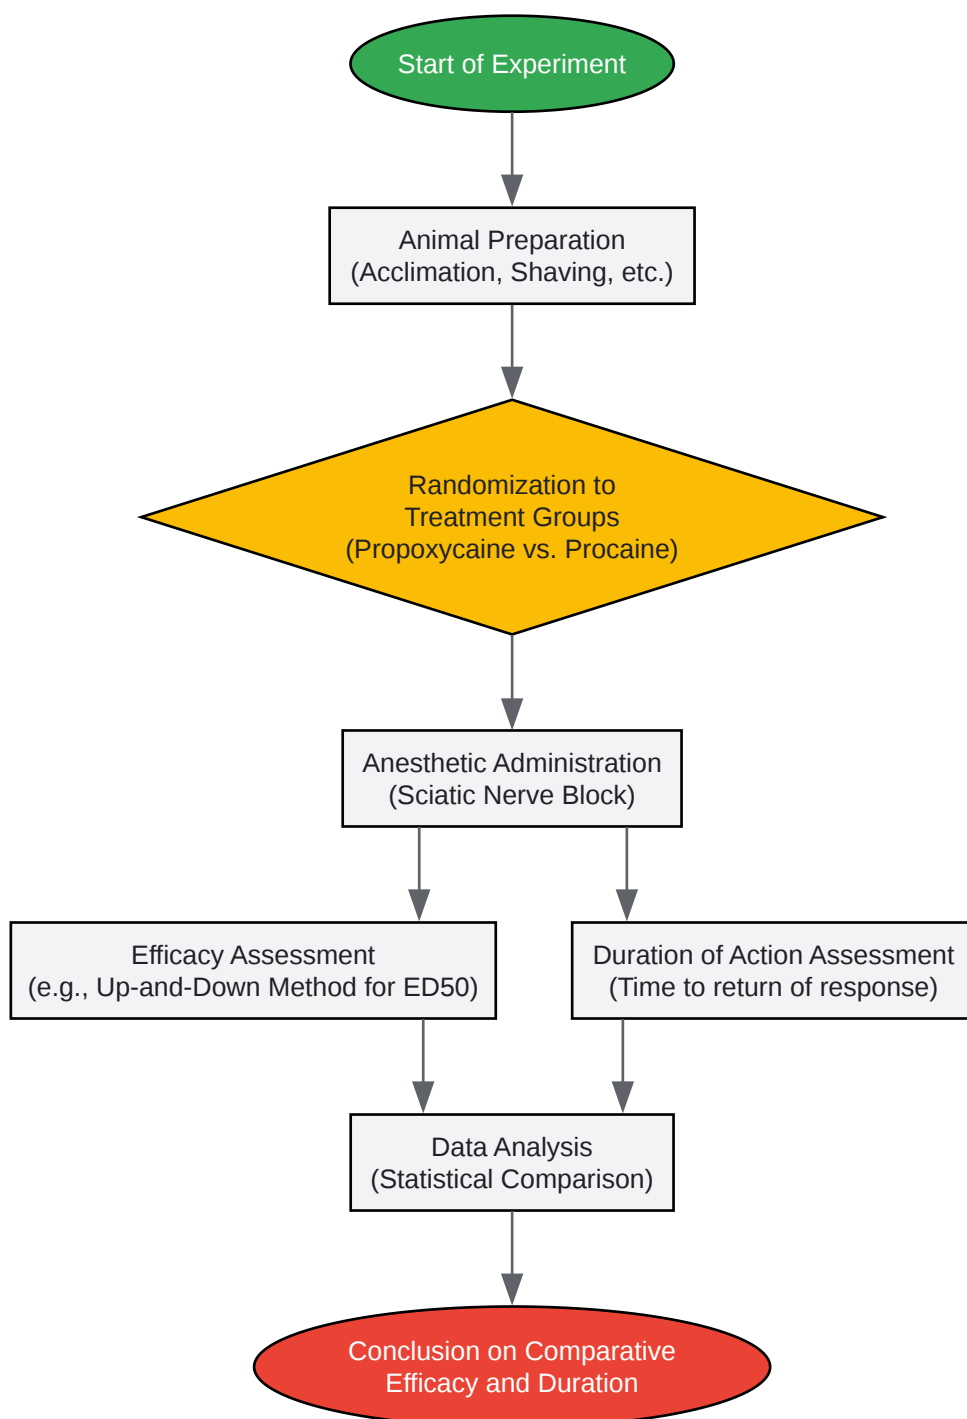 Start of Experiment
Animal Preparation
(Acclimation, Shaving, etc.)
Randomization to
Treatment Groups
(Propoxycaine vs. Procaine)
Anesthetic Administration
(Sciatic Nerve Block)
Efficacy Assessment
(e.g., Up-and-Down Method for ED50)
Duration of Action Assessment
(Time to return of response)
Data Analysis
(Statistical Comparison)
Conclusion on Comparative
Efficacy and Duration